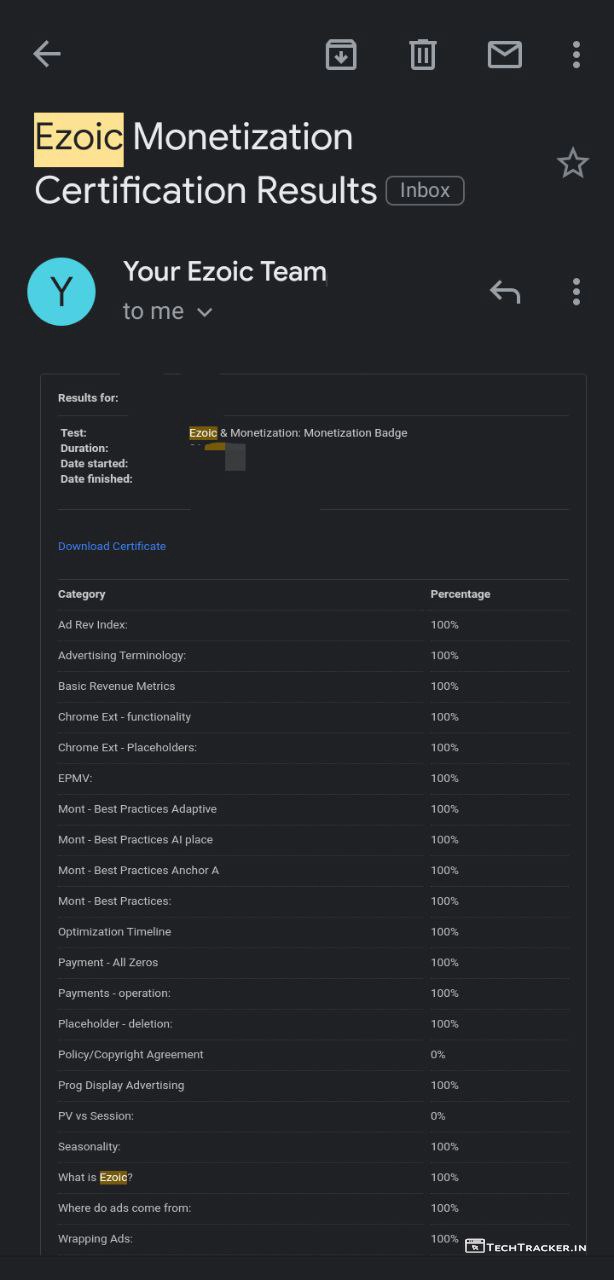 Ezoic Monetization
Certification Results Inbox
Y
Your Ezoic Team
to me
Results for:
Test: Ezoic & Monetization: Monetization Badge
Duration:
Date started:
Date finished:
Download Certificate
Category Percentage
Ad Rev Index: 100%
Advertising Terminology: 100%
Basic Revenue Metrics 100%
Chrome Ext - functionality 100%
Chrome Ext - Placeholders: 100%
EPMV: 100%
Mont - Best Practices Adaptive 100%
Mont - Best Practices AI place 100%
Mont - Best Practices Anchor A 100%
Mont - Best Practices: 100%
Optimization Timeline 100%
Payment - All Zeros 100%
Payments - operation: 100%
Placeholder - deletion: 100%
Policy/Copyright Agreement 0%
Prog Display Advertising 100%
PV vs Session: 0%
Seasonality: 100%
What is Ezoic? 100%
Where do ads come from: 100%
Wrapping Ads: 100%
TECHTRACKER.IN